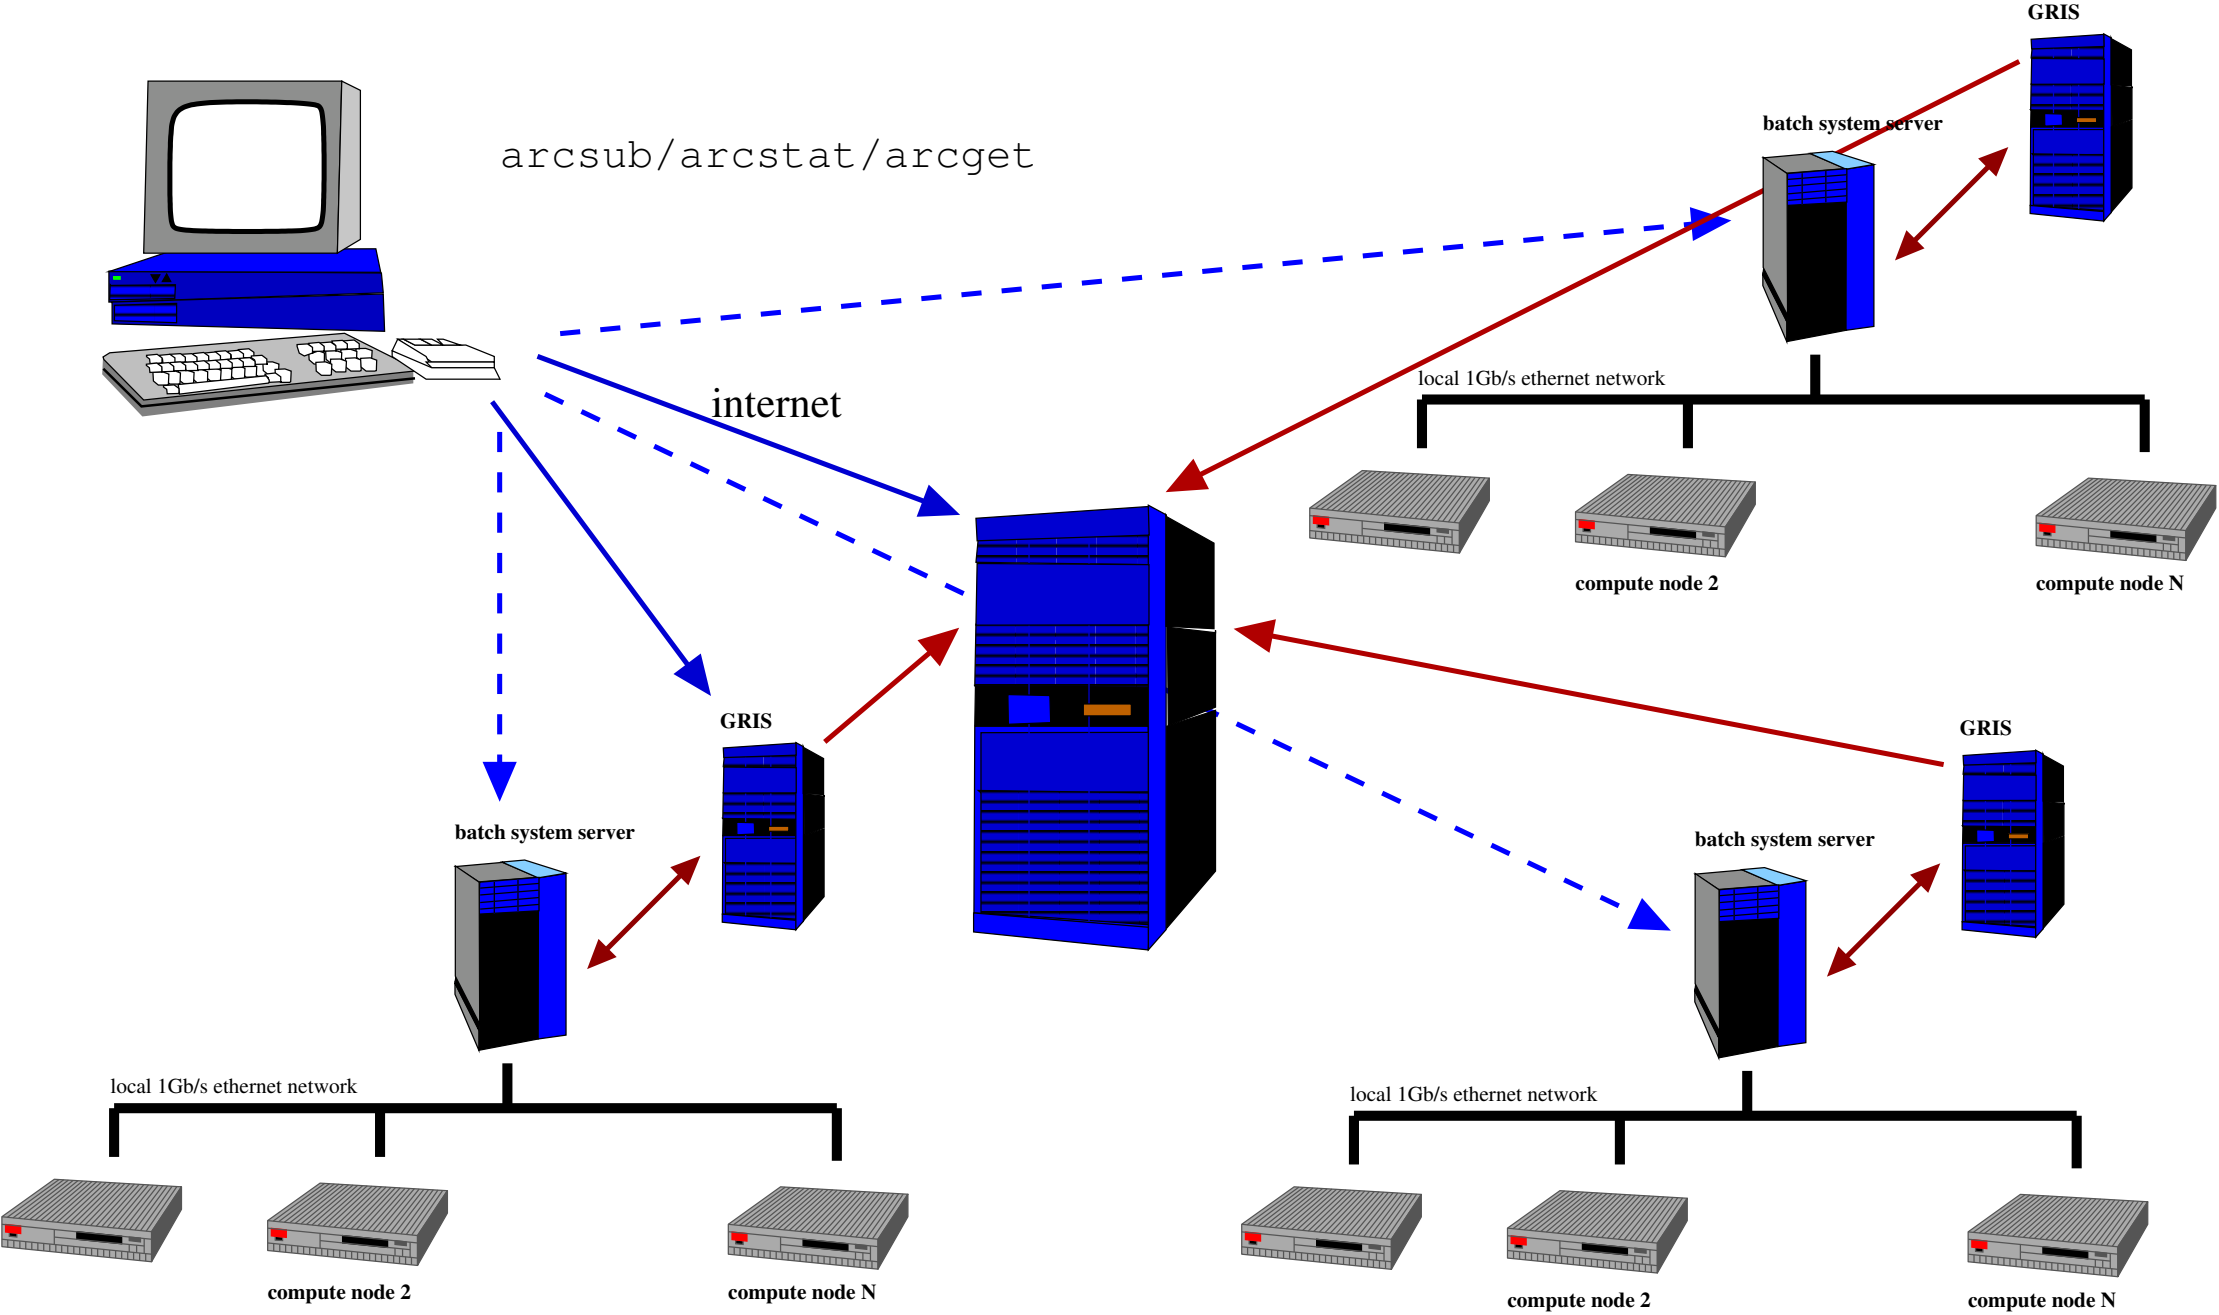 GRIS
batch system server
arcsub/arcstat/arcget
local 1Gb/s ethernet network
internet
compute node 2
compute node N
GRIS
GRIS
batch system server
batch system server
local 1Gb/s ethernet network
local 1Gb/s ethernet network
compute node 2
compute node N
compute node 2
compute node N